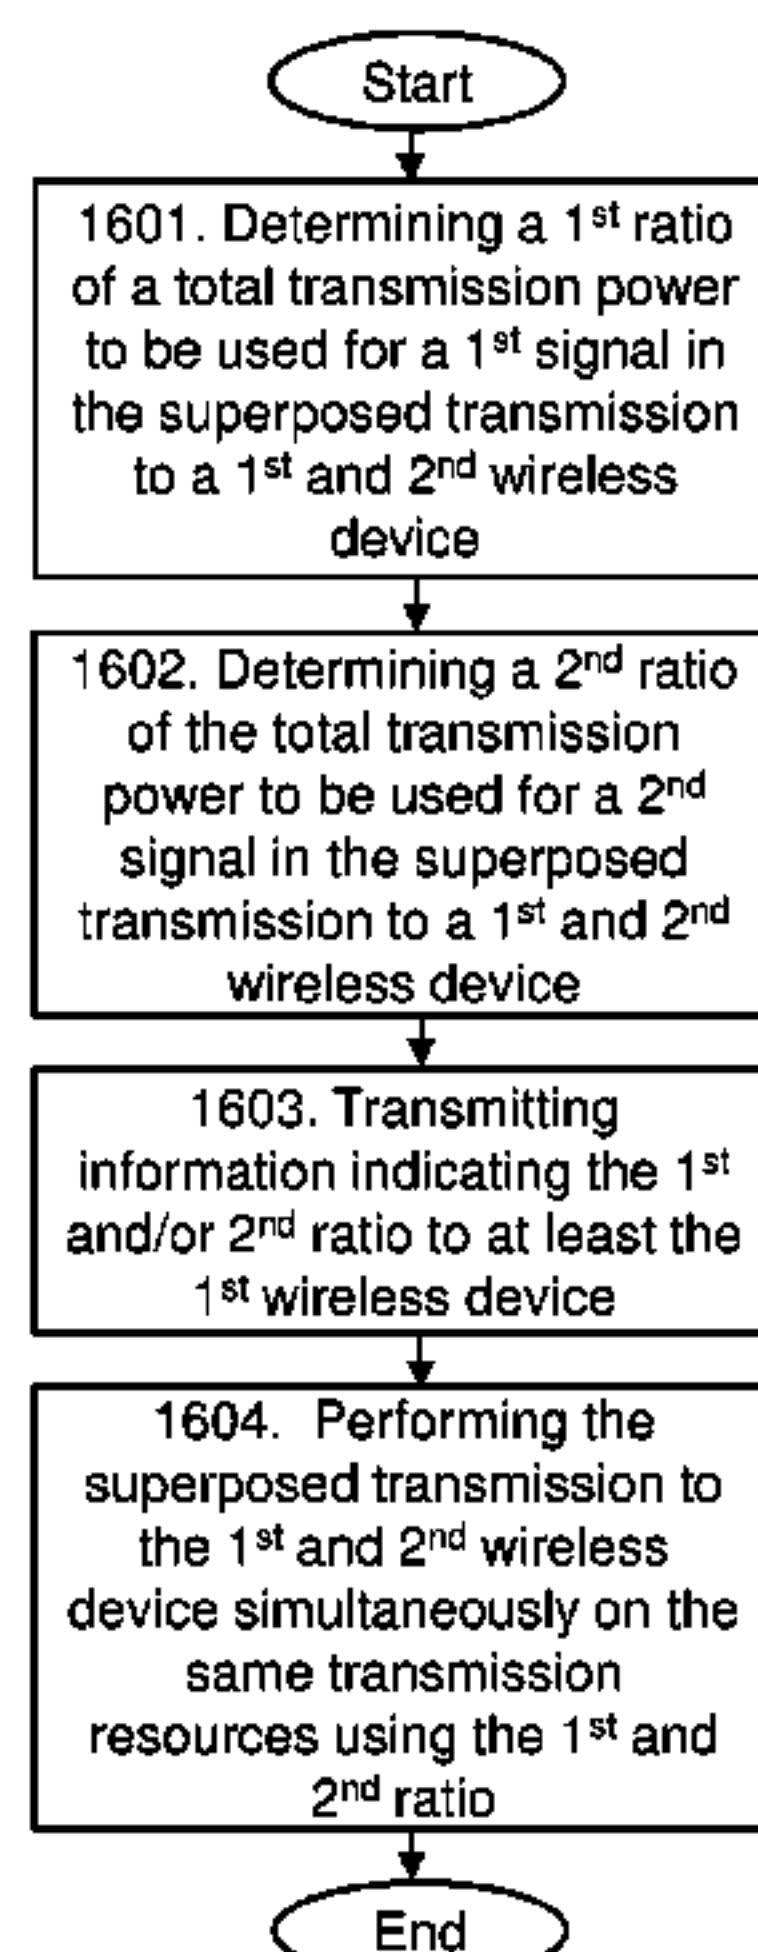 Start
1601. Determining a 1st ratio
of a total transmission power
to be used for a 1st signal in
the superposed transmission
to a 1st and 2nd wireless
device
1602. Determining a 2nd ratio
of the total transmission
power to be used for a 2nd
signal in the superposed
transmission to a 1st and 2nd
wireless device
1603. Transmitting
information indicating the 1st
and/or 2nd ratio to at least the
1st wireless device
1604. Performing the
superposed transmission to
the 1st and 2nd wireless
device simultaneously on the
same transmission
resources using the 1st and
2nd ratio
End